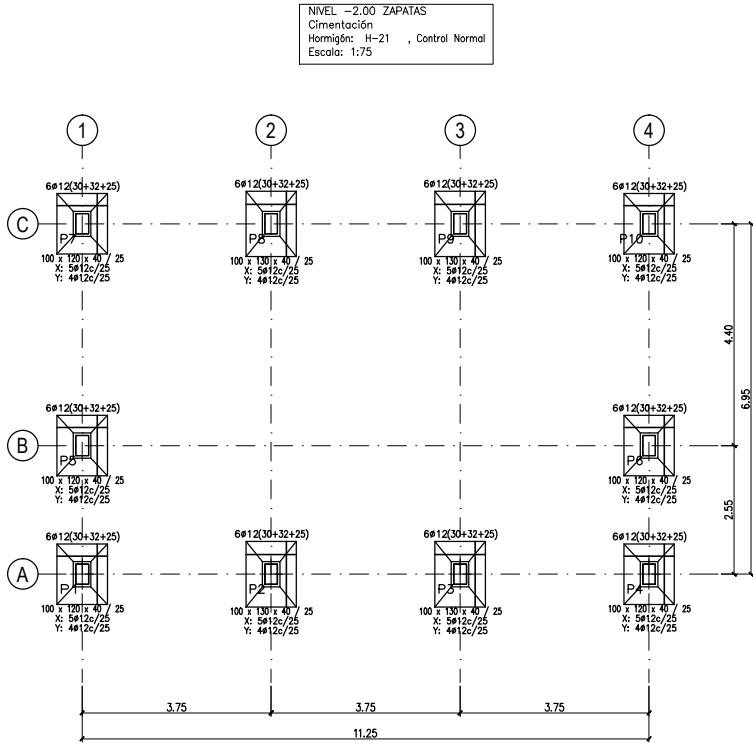 NIVEL -2.00 ZAPATAS
Cimentación
Hormigón: H-21 , Control Normal
Escala: 1:75
1
2
3
4
C
6ø12(30+32+25)
P7
100 x 120 x 40 / 25
X: 5ø12c/25
Y: 4ø12c/25
6ø12(30+32+25)
P8
100 x 130 x 40 / 25
X: 5ø12c/25
Y: 4ø12c/25
6ø12(30+32+25)
P9
100 x 130 x 40 / 25
X: 5ø12c/25
Y: 4ø12c/25
6ø12(30+32+25)
P10
100 x 120 x 40 / 25
X: 5ø12c/25
Y: 4ø12c/25
4.40
6.95
B
6ø12(30+32+25)
P5
100 x 120 x 40 / 25
X: 5ø12c/25
Y: 4ø12c/25
6ø12(30+32+25)
P6
100 x 120 x 40 / 25
X: 5ø12c/25
Y: 4ø12c/25
2.55
A
6ø12(30+32+25)
P1
100 x 120 x 40 / 25
X: 5ø12c/25
Y: 4ø12c/25
6ø12(30+32+25)
P2
100 x 130 x 40 / 25
X: 5ø12c/25
Y: 4ø12c/25
6ø12(30+32+25)
P3
100 x 130 x 40 / 25
X: 5ø12c/25
Y: 4ø12c/25
6ø12(30+32+25)
P4
100 x 120 x 40 / 25
X: 5ø12c/25
Y: 4ø12c/25
3.75
3.75
3.75
11.25